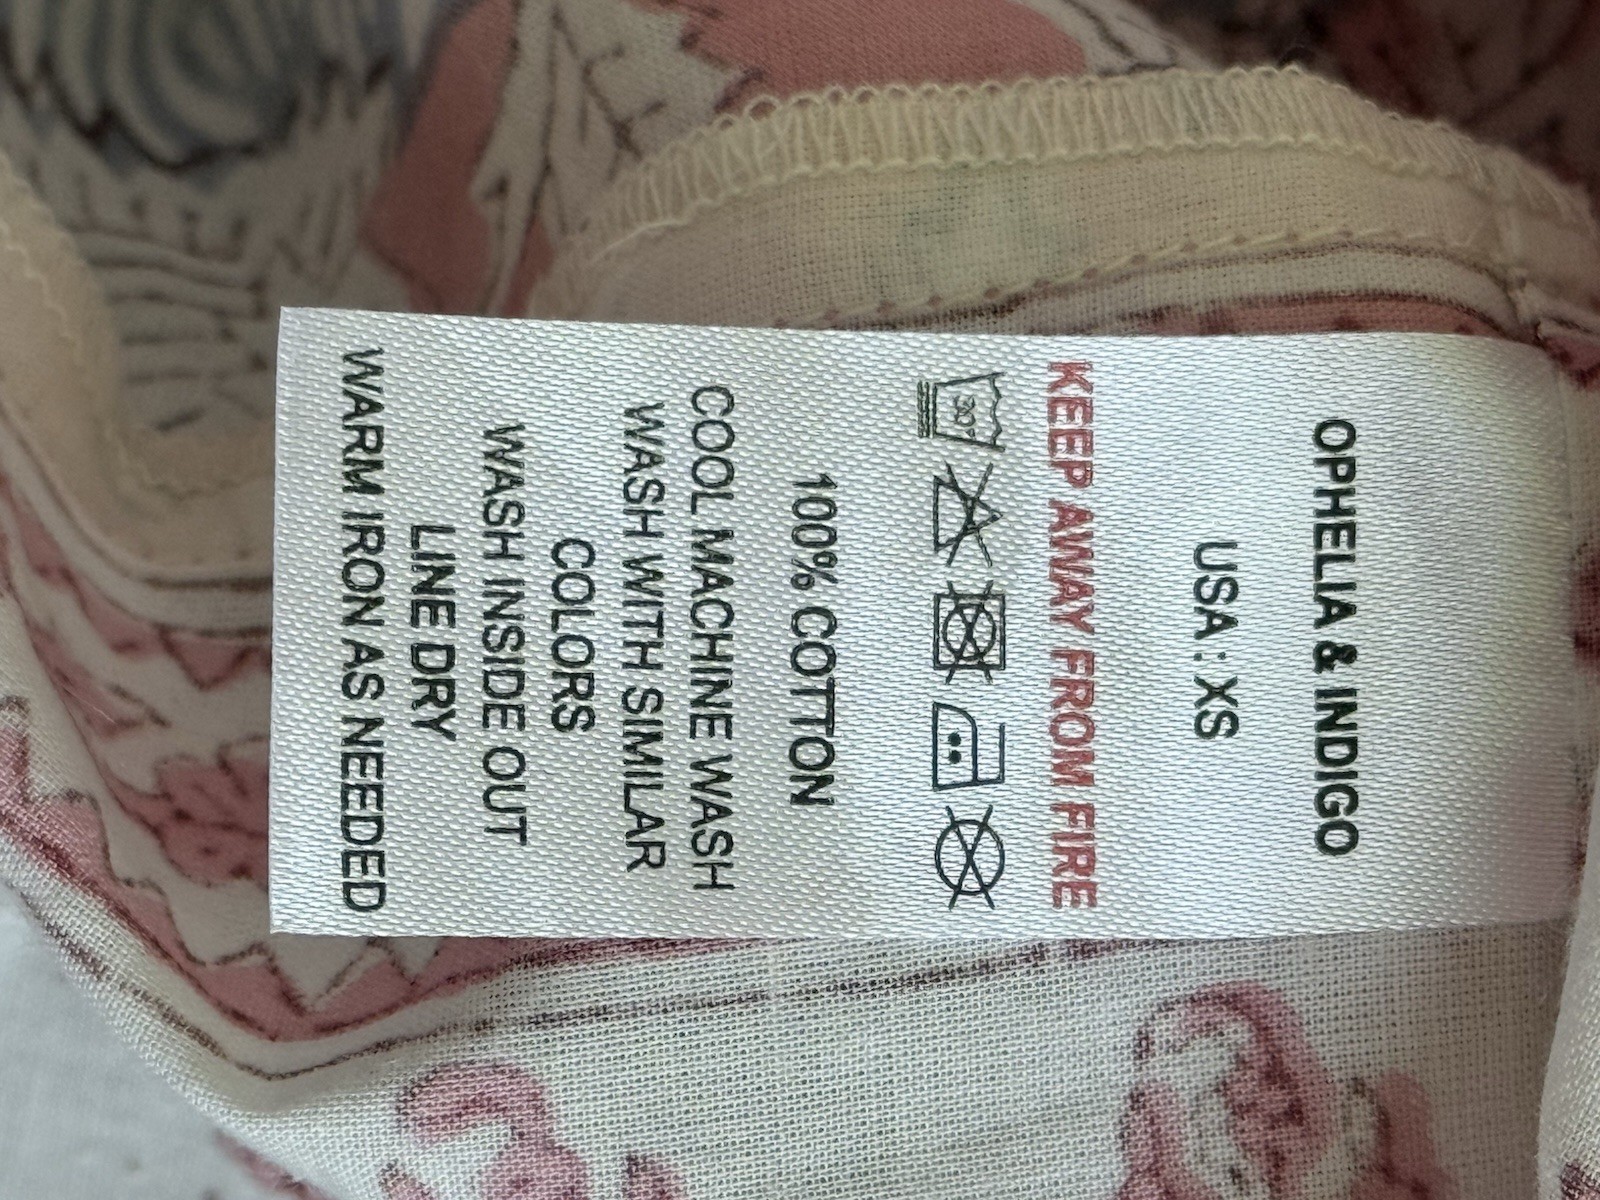 OPHELIA & INDIGO
USA : XS
KEEP AWAY FROM FIRE
30°
100% COTTON
COOL MACHINE WASH
WASH WITH SIMILAR
COLORS
WASH INSIDE OUT
LINE DRY
WARM IRON AS NEEDED